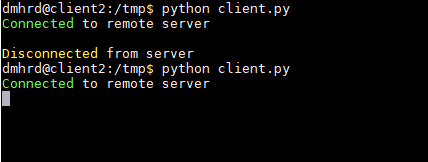 dmhrd@client2:/tmp$ python client.py
Connected to remote server
Disconnected from server
dmhrd@client2:/tmp$ python client.py
Connected to remote server